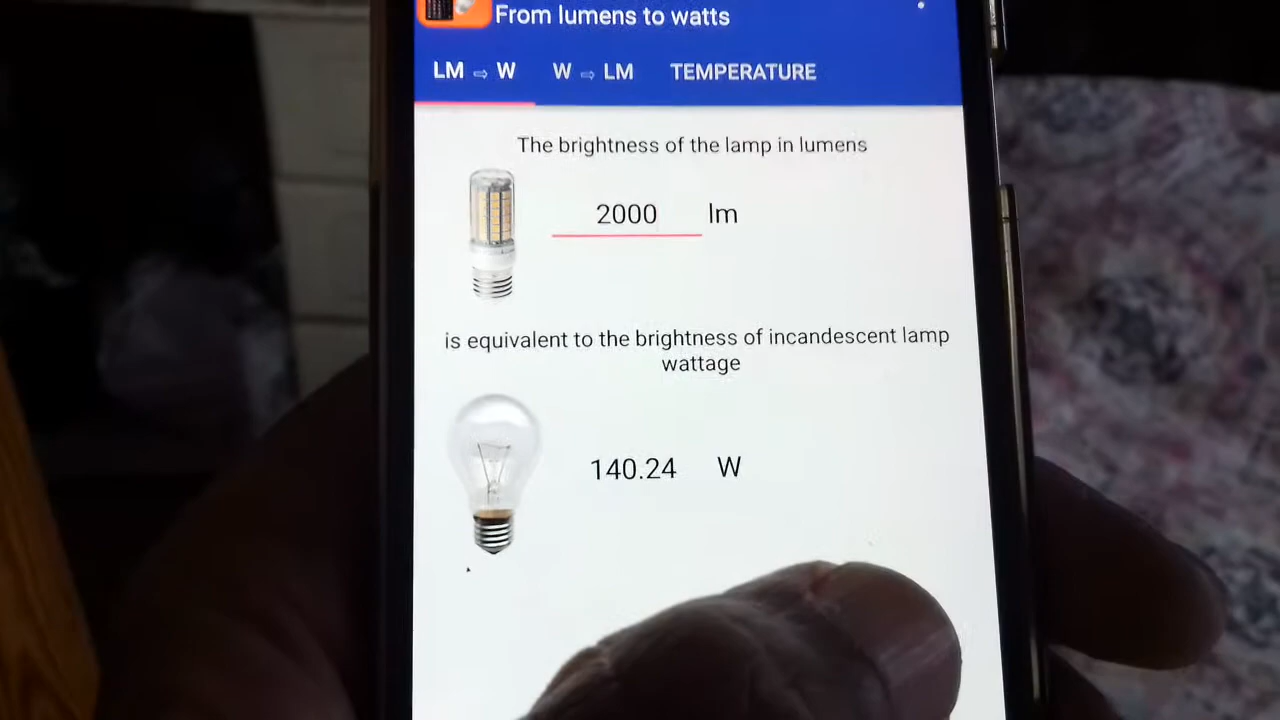 From lumens to watts
LM ⇨ W W ⇨ LM TEMPERATURE
The brightness of the lamp in lumens
2000 lm
is equivalent to the brightness of incandescent lamp
wattage
140.24 W